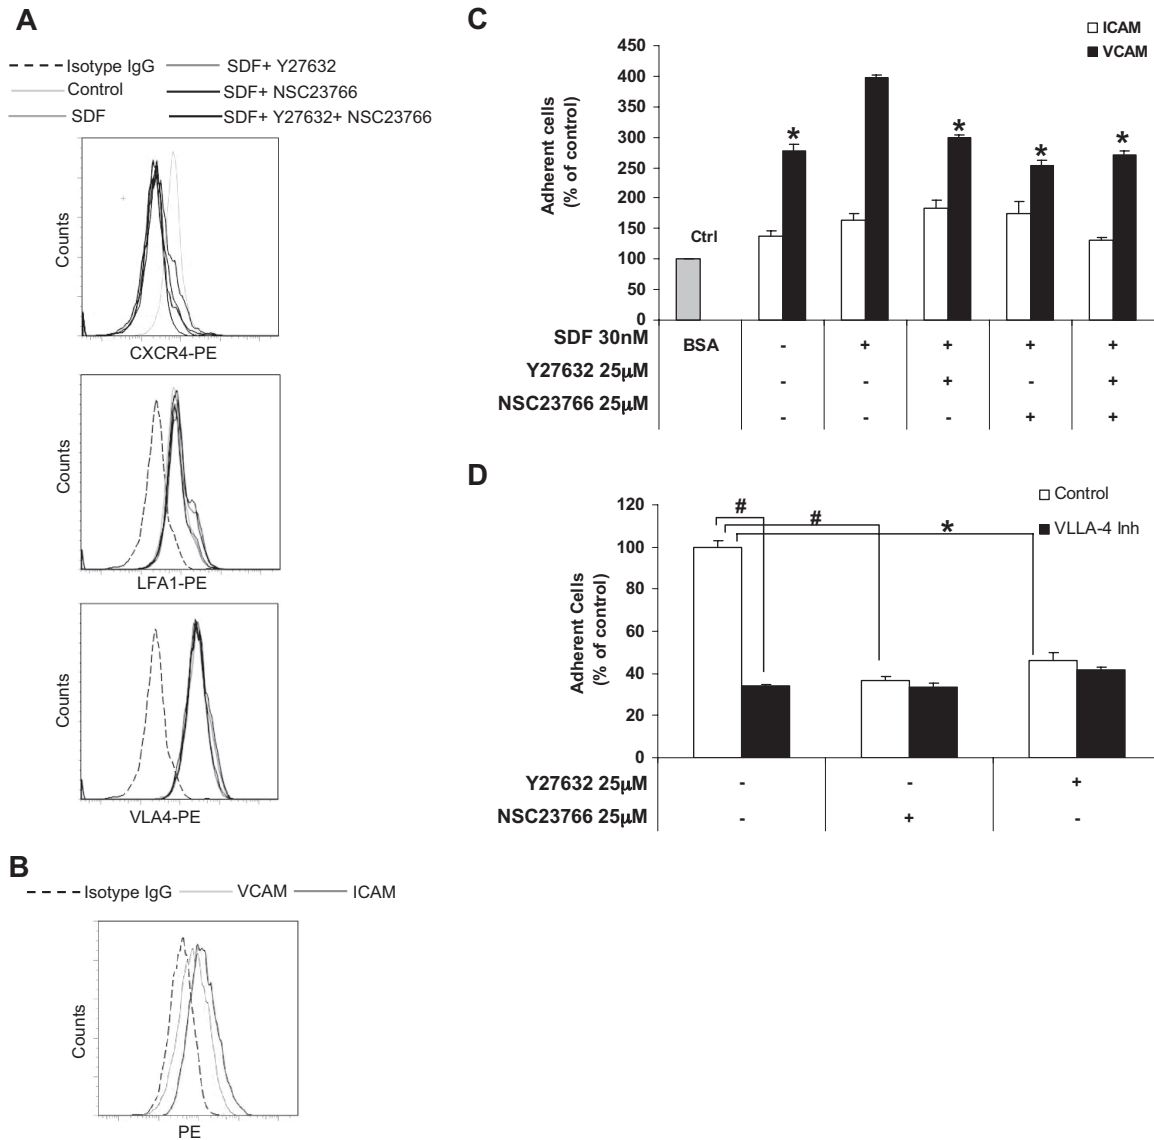 A
Isotype IgG
SDF+ Y27632
Control
SDF+ NSC23766
SDF
SDF+ Y27632+ NSC23766
Counts
CXCR4-PE
Counts
LFA1-PE
Counts
VLA4-PE
B
Isotype IgG
VCAM
ICAM
Counts
PE
C
ICAM
VCAM
Adherent cells
(% of control)
450
400
350
300
250
200
150
100
50
0
Ctrl
* * * *
SDF 30nM BSA - + + + +
Y27632 25µM - - + - +
NSC23766 25µM - - - + +
D
Control
VLLA-4 Inh
Adherent Cells
(% of control)
120
100
80
60
40
20
0
# # *
Y27632 25µM - - +
NSC23766 25µM - + -